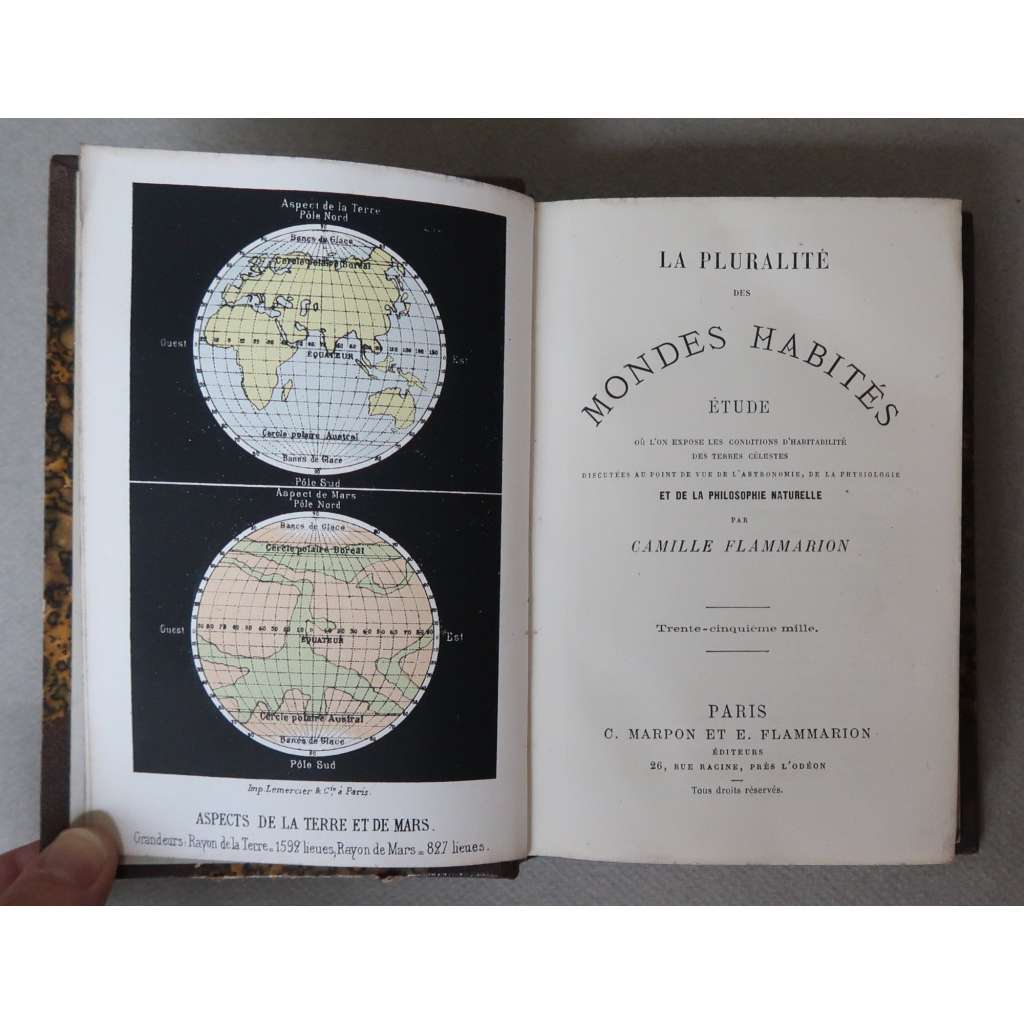 Aspect de la Terre
Pôle Nord
Bancs de Glace
Cercle polaire Boréal
Ouest
ÉQUATEUR
Est
Cercle polaire Austral
Bancs de Glace
Pôle Sud
Aspect de Mars
Pôle Nord
Bancs de Glace
Cercle polaire Boréal
Ouest
ÉQUATEUR
Est
Cercle polaire Austral
Bancs de Glace
Pôle Sud
Imp. Lemercier & Cie à Paris.
ASPECTS DE LA TERRE ET DE MARS.
Grandeurs: Rayon de la Terre = 1592 lieues, Rayon de Mars = 827 lieues.
LA PLURALITÉ
DES
MONDES HABITÉS
ÉTUDE
OÙ L'ON EXPOSE LES CONDITIONS D'HABITABILITÉ
DES TERRES CÉLESTES
DISCUTÉES AU POINT DE VUE DE L'ASTRONOMIE, DE LA PHYSIOLOGIE
ET DE LA PHILOSOPHIE NATURELLE
PAR
CAMILLE FLAMMARION
Trente-cinquième mille.
PARIS
C. MARPON ET E. FLAMMARION
ÉDITEURS
26, RUE RACINE, PRÈS L'ODÉON
Tous droits réservés.